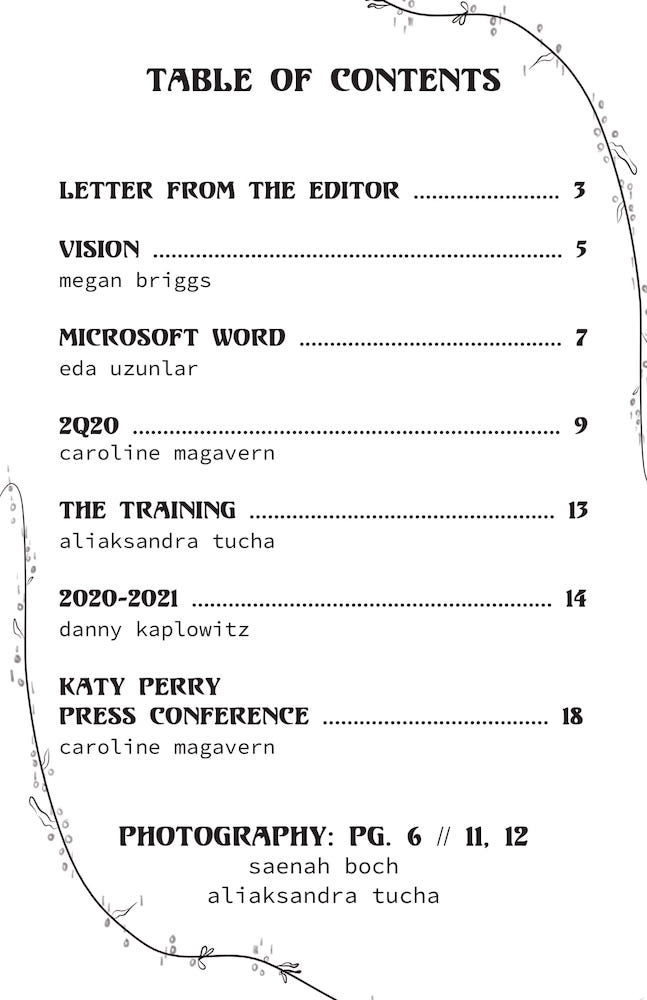 TABLE OF CONTENTS
LETTER FROM THE EDITOR ........................ 3
VISION .................................................................... 5
megan briggs
MICROSOFT WORD ........................................... 7
eda uzunlar
2Q20 ....................................................................... 9
caroline magavern
THE TRAINING ................................................... 13
aliaksandra tucha
2020-2021 ............................................................ 14
danny kaplowitz
KATY PERRY
PRESS CONFERENCE ...................................... 18
caroline magavern
PHOTOGRAPHY: PG. 6 // 11, 12
saenah boch
aliaksandra tucha